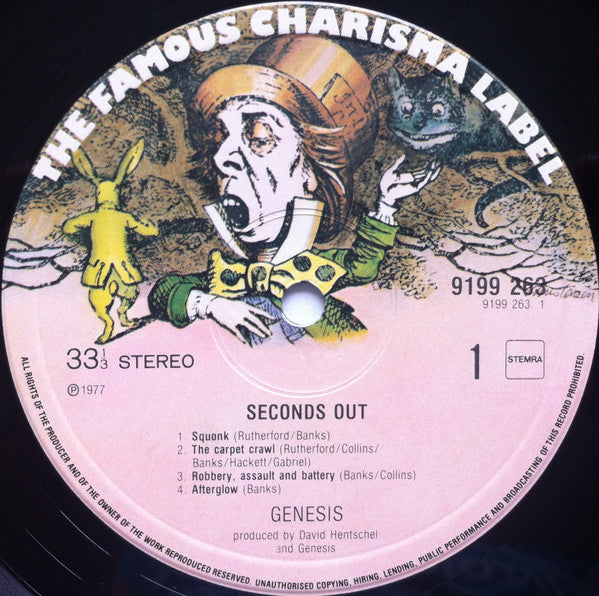 THE FAMOUS CHARISMA LABEL
9199 263
9199 263. 1
33⅓ STEREO
1
STEMRA
℗ 1977
SECONDS OUT
1. Squonk (Rutherford/Banks)
2. The carpet crawl (Rutherford/Collins/
Banks/Hackett/Gabriel)
3. Robbery, assault and battery (Banks/Collins)
4. Afterglow (Banks)
GENESIS
produced by David Hentschel
and Genesis
ALL RIGHTS OF THE PRODUCER AND OF THE OWNER OF THE WORK REPRODUCED RESERVED. UNAUTHORISED COPYING, HIRING, LENDING, PUBLIC PERFORMANCE AND BROADCASTING OF THIS RECORD PROHIBITED.